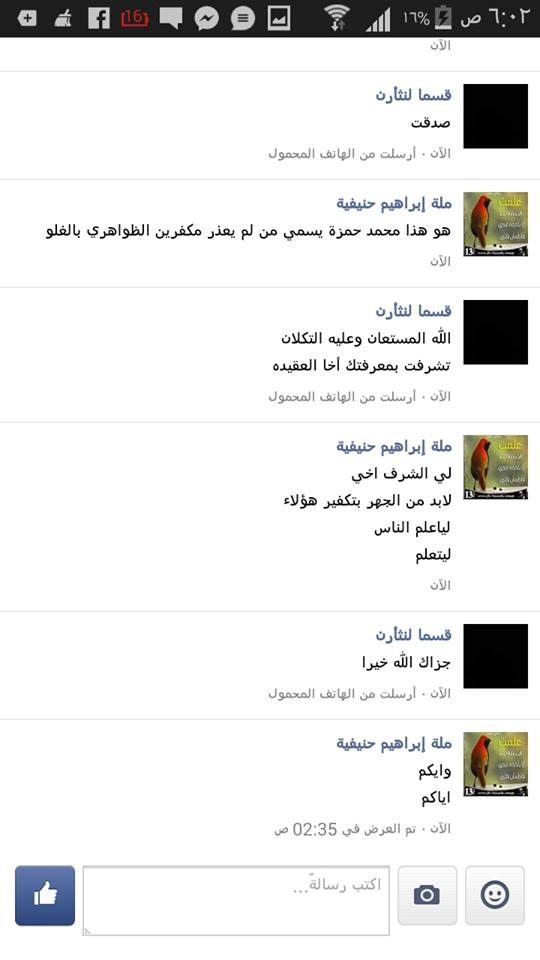 ٦:٠٢ ص
١٦%
16
الآن
قسما لنثأرن
صدقت
الآن · أرسلت من الهاتف المحمول
ملة إبراهيم حنيفية
هو هذا محمد حمزة يسمي من لم يعذر مكفرين الظواهري بالغلو
الآن
قسما لنثأرن
الله المستعان وعليه التكلان
تشرفت بمعرفتك أخا العقيده
الآن · أرسلت من الهاتف المحمول
ملة إبراهيم حنيفية
لي الشرف اخي
لابد من الجهر بتكفير هؤلاء
لياعلم الناس
ليتعلم
الآن
قسما لنثأرن
جزاك الله خيرا
الآن · أرسلت من الهاتف المحمول
ملة إبراهيم حنيفية
وايكم
اياكم
الآن · تم العرض في 02:35 ص
اكتب رسالةً...